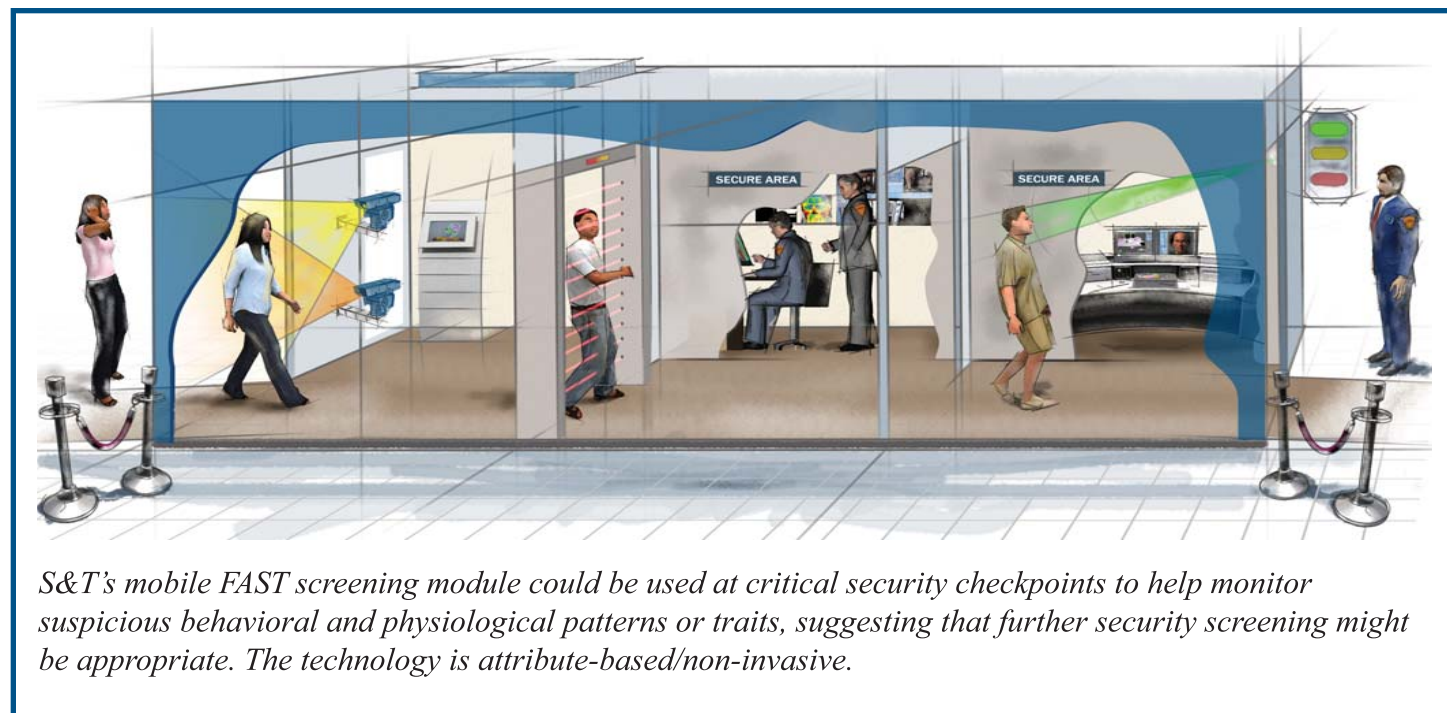 SECURE AREA
SECURE AREA
S&T’s mobile FAST screening module could be used at critical security checkpoints to help monitor
suspicious behavioral and physiological patterns or traits, suggesting that further security screening might
be appropriate. The technology is attribute-based/non-invasive.